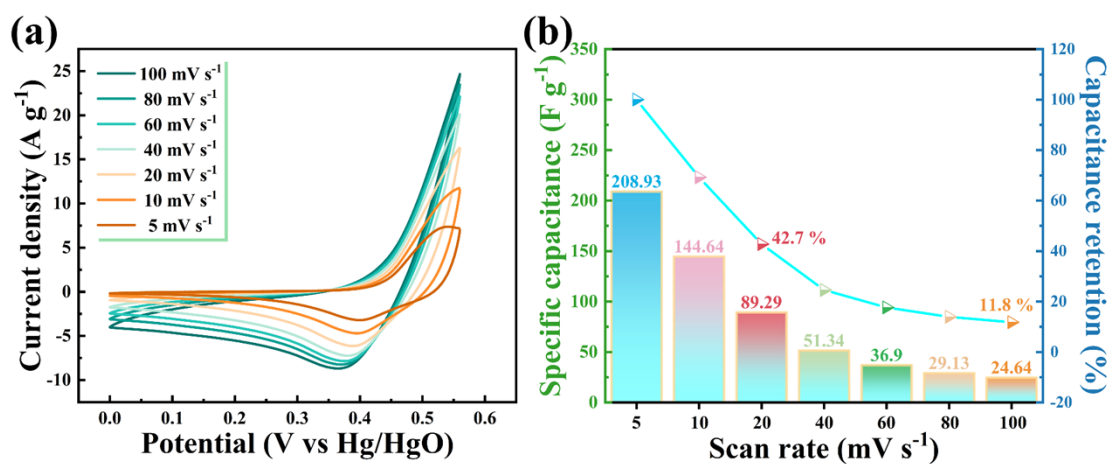 (a)
25
20
15
10
5
0
-5
-10
Current density (A g⁻¹)
100 mV s⁻¹
80 mV s⁻¹
60 mV s⁻¹
40 mV s⁻¹
20 mV s⁻¹
10 mV s⁻¹
5 mV s⁻¹
0.0 0.1 0.2 0.3 0.4 0.5 0.6
Potential (V vs Hg/HgO)
(b)
350
300
250
200
150
100
50
0
Specific capacitance (F g⁻¹)
208.93
144.64
89.29
51.34
36.9
29.13
24.64
42.7 %
11.8 %
120
100
80
60
40
20
0
-20
Capacitance retention (%)
5 10 20 40 60 80 100
Scan rate (mV s⁻¹)